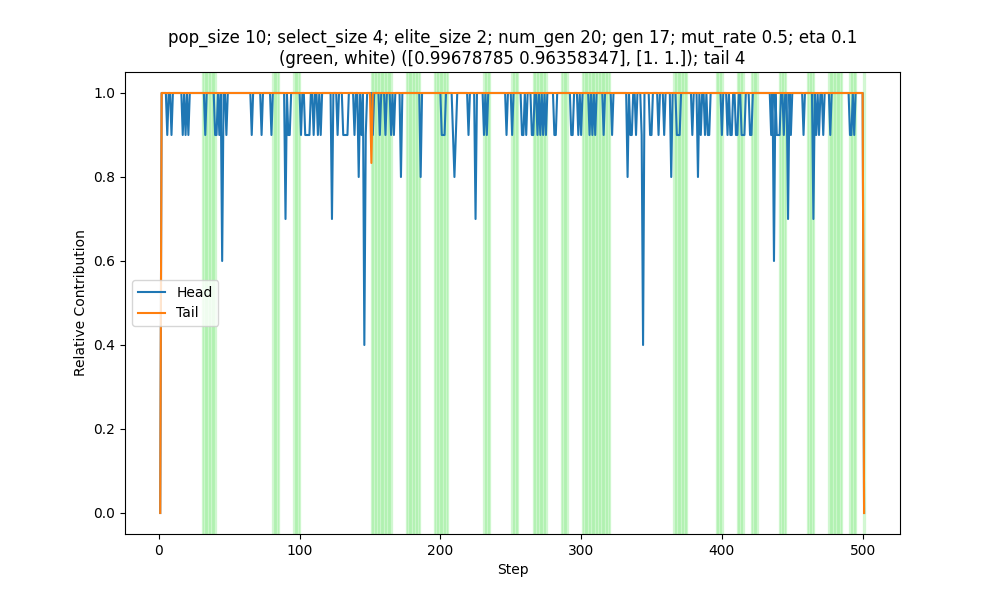 pop_size 10; select_size 4; elite_size 2; num_gen 20; gen 17; mut_rate 0.5; eta 0.1
(green, white) ([0.99678785 0.96358347], [1. 1.]); tail 4
1.0
0.8
0.6
0.4
0.2
0.0
Relative Contribution
Head
Tail
0
100
200
300
400
500
Step